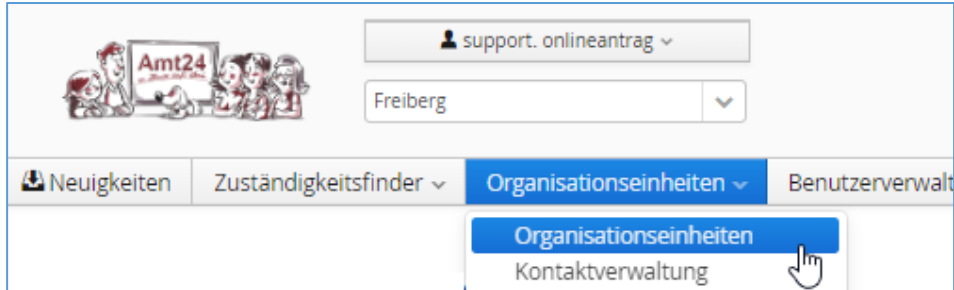 Amt24
support. onlineantrag
Freiberg
Neuigkeiten Zuständigkeitsfinder Organisationseinheiten Benutzerverwalt
Organisationseinheiten
Kontaktverwaltung